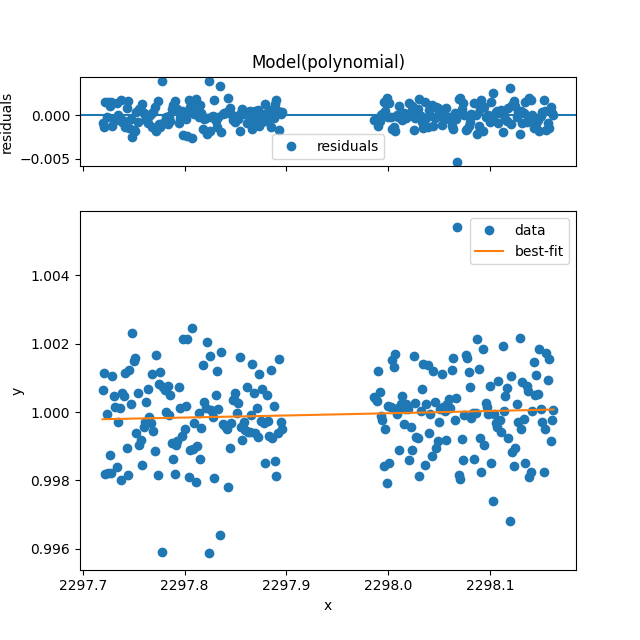 Model(polynomial)
residuals
0.000
−0.005
residuals
data
best-fit
y
1.004
1.002
1.000
0.998
0.996
2297.7 2297.8 2297.9 2298.0 2298.1
x